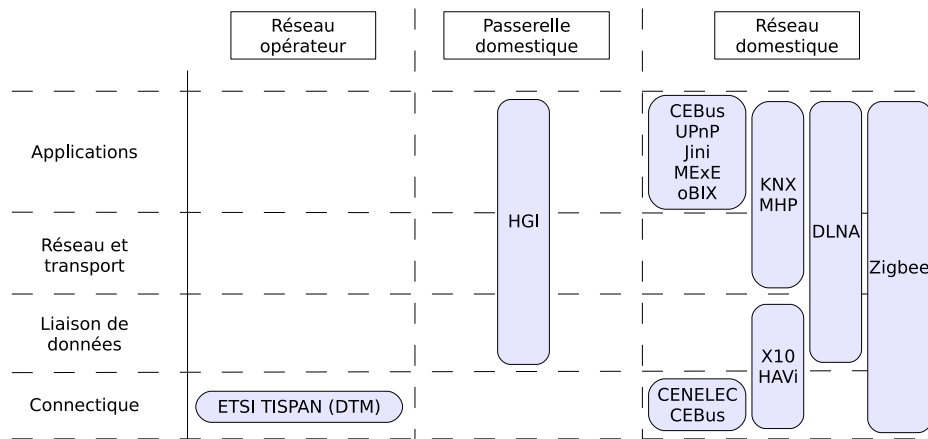 Réseau
opérateur
Passerelle
domestique
Réseau
domestique
Applications
CEBus
UPnP
Jini
MExE
oBIX
KNX
MHP
HGI
DLNA
Réseau et
transport
Zigbee
Liaison de
données
X10
HAVi
Connectique
ETSI TISPAN (DTM)
CENELEC
CEBus